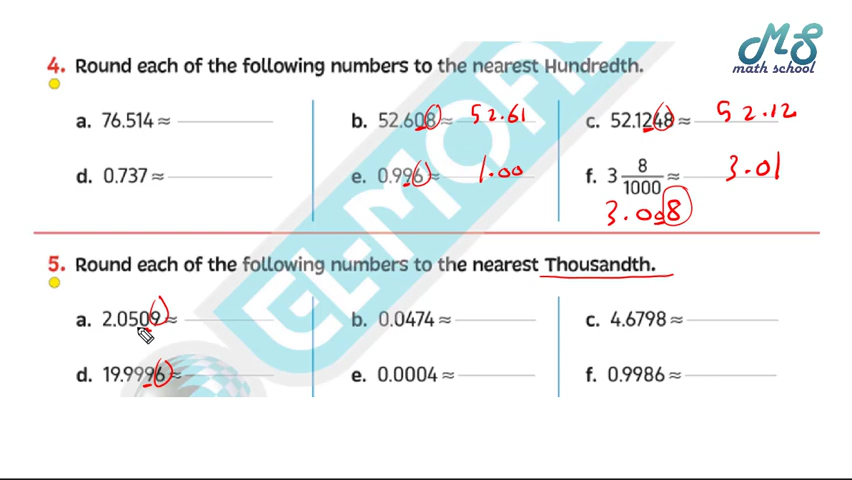 MS
math school
4. Round each of the following numbers to the nearest Hundredth.
a. 76.514 ≈ b. 52.608 ≈ 52.61 c. 52.1248 ≈ 52.12
d. 0.737 ≈ e. 0.996 ≈ 1.00 f. 3 8/1000 ≈ 3.01
3.008
5. Round each of the following numbers to the nearest Thousandth.
a. 2.0509 ≈ b. 0.0474 ≈ c. 4.6798 ≈
d. 19.9996 ≈ e. 0.0004 ≈ f. 0.9986 ≈
EL-MOFID